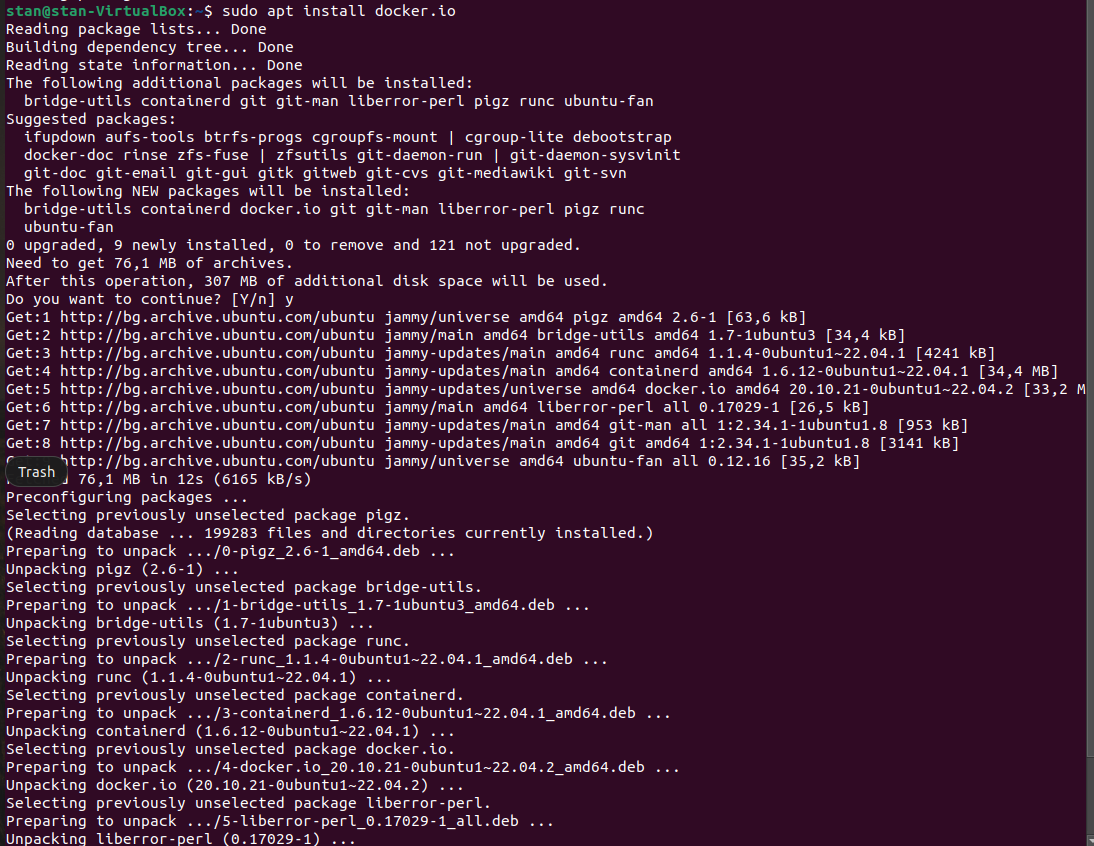 stan@stan-VirtualBox:~$ sudo apt install docker.io
Reading package lists... Done
Building dependency tree... Done
Reading state information... Done
The following additional packages will be installed:
  bridge-utils containerd git git-man liberror-perl pigz runc ubuntu-fan
Suggested packages:
  ifupdown aufs-tools btrfs-progs cgroupfs-mount | cgroup-lite debootstrap
  docker-doc rinse zfs-fuse | zfsutils git-daemon-run | git-daemon-sysvinit
  git-doc git-email git-gui gitk gitweb git-cvs git-mediawiki git-svn
The following NEW packages will be installed:
  bridge-utils containerd docker.io git git-man liberror-perl pigz runc
  ubuntu-fan
0 upgraded, 9 newly installed, 0 to remove and 121 not upgraded.
Need to get 76,1 MB of archives.
After this operation, 307 MB of additional disk space will be used.
Do you want to continue? [Y/n] y
Get:1 http://bg.archive.ubuntu.com/ubuntu jammy/universe amd64 pigz amd64 2.6-1 [63,6 kB]
Get:2 http://bg.archive.ubuntu.com/ubuntu jammy/main amd64 bridge-utils amd64 1.7-1ubuntu3 [34,4 kB]
Get:3 http://bg.archive.ubuntu.com/ubuntu jammy-updates/main amd64 runc amd64 1.1.4-0ubuntu1~22.04.1 [4241 kB]
Get:4 http://bg.archive.ubuntu.com/ubuntu jammy-updates/main amd64 containerd amd64 1.6.12-0ubuntu1~22.04.1 [34,4 MB]
Get:5 http://bg.archive.ubuntu.com/ubuntu jammy-updates/universe amd64 docker.io amd64 20.10.21-0ubuntu1~22.04.2 [33,2 M
Get:6 http://bg.archive.ubuntu.com/ubuntu jammy/main amd64 liberror-perl all 0.17029-1 [26,5 kB]
Get:7 http://bg.archive.ubuntu.com/ubuntu jammy-updates/main amd64 git-man all 1:2.34.1-1ubuntu1.8 [953 kB]
Get:8 http://bg.archive.ubuntu.com/ubuntu jammy-updates/main amd64 git amd64 1:2.34.1-1ubuntu1.8 [3141 kB]
http://bg.archive.ubuntu.com/ubuntu jammy/universe amd64 ubuntu-fan all 0.12.16 [35,2 kB]
Trash
76,1 MB in 12s (6165 kB/s)
Preconfiguring packages ...
Selecting previously unselected package pigz.
(Reading database ... 199283 files and directories currently installed.)
Preparing to unpack .../0-pigz_2.6-1_amd64.deb ...
Unpacking pigz (2.6-1) ...
Selecting previously unselected package bridge-utils.
Preparing to unpack .../1-bridge-utils_1.7-1ubuntu3_amd64.deb ...
Unpacking bridge-utils (1.7-1ubuntu3) ...
Selecting previously unselected package runc.
Preparing to unpack .../2-runc_1.1.4-0ubuntu1~22.04.1_amd64.deb ...
Unpacking runc (1.1.4-0ubuntu1~22.04.1) ...
Selecting previously unselected package containerd.
Preparing to unpack .../3-containerd_1.6.12-0ubuntu1~22.04.1_amd64.deb ...
Unpacking containerd (1.6.12-0ubuntu1~22.04.1) ...
Selecting previously unselected package docker.io.
Preparing to unpack .../4-docker.io_20.10.21-0ubuntu1~22.04.2_amd64.deb ...
Unpacking docker.io (20.10.21-0ubuntu1~22.04.2) ...
Selecting previously unselected package liberror-perl.
Preparing to unpack .../5-liberror-perl_0.17029-1_all.deb ...
Unpacking liberror-perl (0.17029-1) ...